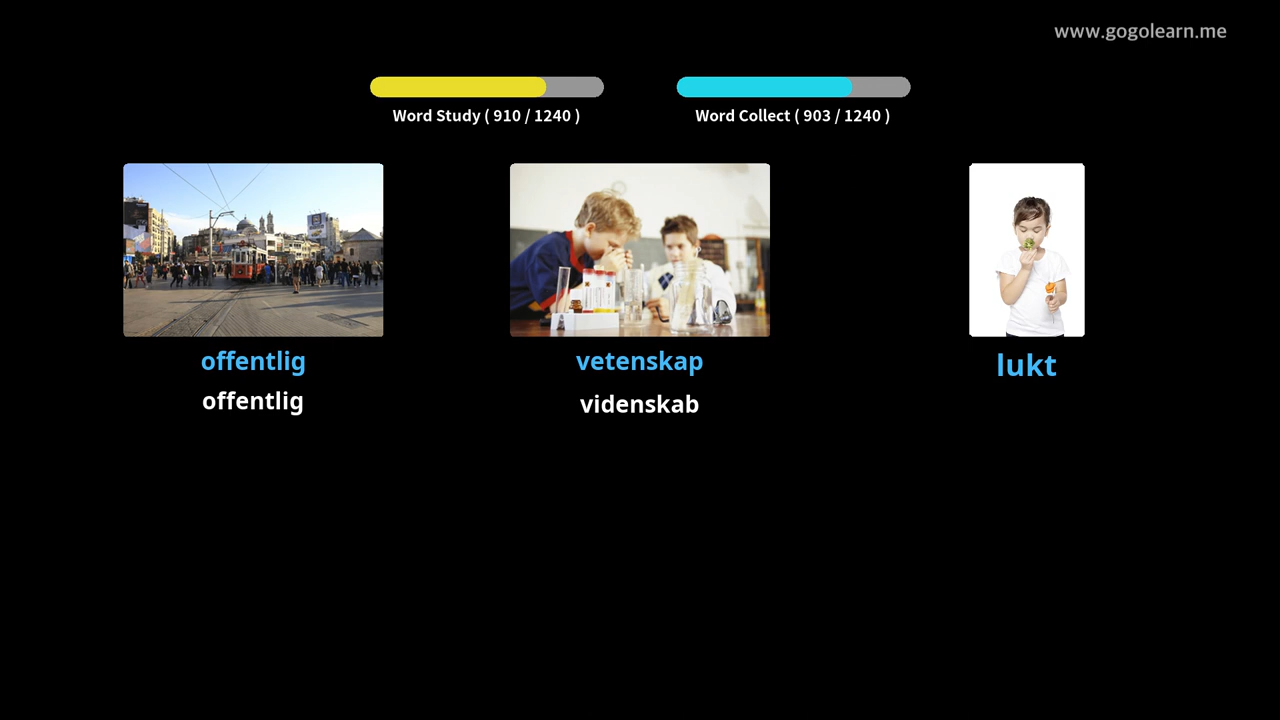 www.gogolearn.me
Word Study ( 910 / 1240 )
Word Collect ( 903 / 1240 )
offentlig
offentlig
vetenskap
videnskab
lukt